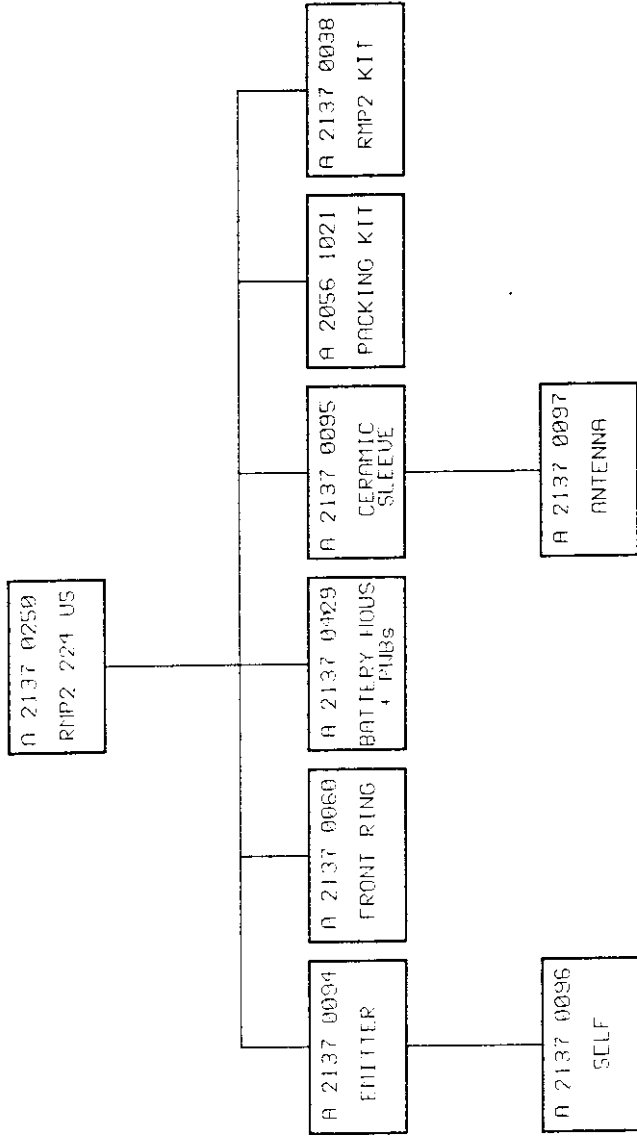 A 2137 0250
RMP2 224 US
A 2137 0094
EMITTER
A 2137 0060
FRONT RING
A 2137 0429
BATTERY HOUS
+ PWBs
A 2137 0095
CERAMIC
SLEEVE
A 2056 1021
PACKING KIT
A 2137 0038
RMP2 KIT
A 2137 0096
SELF
A 2137 0097
ANTENNA